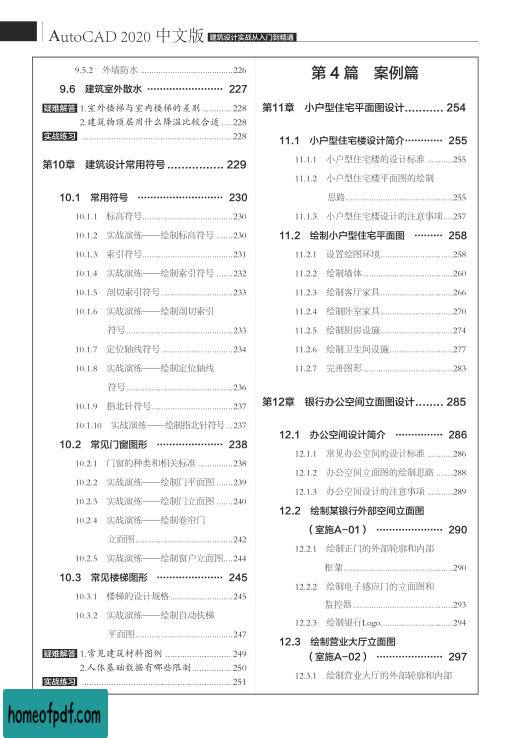 AutoCAD 2020 中文版 建筑设计实战从入门到精通
9.5.2 外墙防水 ........................... 226
9.6 建筑室外散水 ........................ 227
疑难解答 1.室外楼梯与室内楼梯的差别 ............ 228
2.建筑物顶层用什么降温比较合适 .... 228
实战练习 ........................... 228
第10章 建筑设计常用符号 ............... 229
10.1 常用符号 ........................... 230
10.1.1 标高符号........................... 230
10.1.2 实战演练——绘制标高符号 ....... 230
10.1.3 索引符号........................... 231
10.1.4 实战演练——绘制索引符号 ....... 232
10.1.5 剖切索引符号........................ 233
10.1.6 实战演练——绘制剖切索引
符号........................... 233
10.1.7 定位轴线符号........................ 234
10.1.8 实战演练——绘制定位轴线
符号........................... 236
10.1.9 指北针符号........................ 237
10.1.10 实战演练——绘制指北针符号... 237
10.2 常见门窗图形 ..................... 238
10.2.1 门窗的种类和相关标准 ............... 238
10.2.2 实战演练——绘制门平面图 ....... 239
10.2.3 实战演练——绘制门立面图 ....... 240
10.2.4 实战演练——绘制卷帘门
立面图........................... 242
10.2.5 实战演练——绘制窗户立面图.... 244
10.3 常见楼梯图形 ..................... 245
10.3.1 楼梯的设计规格..................... 245
10.3.2 实战演练——绘制自动扶梯
平面图........................... 247
疑难解答 1.常见建筑材料图例 ..................... 249
2.人体基础数据有哪些限制............... 250
实战练习 ........................... 251
第 4 篇 案例篇
第11章 小户型住宅平面图设计........... 254
11.1 小户型住宅楼设计简介............ 255
11.1.1 小户型住宅楼的设计标准 ........... 255
11.1.2 小户型住宅楼平面图的绘制
思路........................... 255
11.1.3 小户型住宅楼设计的注意事项.... 257
11.2 绘制小户型住宅平面图 ......... 258
11.2.1 设置绘图环境........................ 258
11.2.2 绘制墙体........................... 260
11.2.3 绘制客厅家具........................ 266
11.2.4 绘制卧室家具........................ 270
11.2.5 绘制厨房设施........................ 274
11.2.6 绘制卫生间设施..................... 277
11.2.7 完善图形........................... 283
第12章 银行办公空间立面图设计........ 285
12.1 办公空间设计简介 ............... 286
12.1.1 常见办公空间的设计标准 ........... 286
12.1.2 办公空间立面图的绘制思路 ....... 288
12.1.3 办公空间设计的注意事项 ........... 289
12.2 绘制某银行外部空间立面图
（室施A-01） ..................... 290
12.2.1 绘制正门的外部轮廓和内部
框架........................... 290
12.2.2 绘制电子感应门的立面图和
监控器........................... 293
12.2.3 绘制银行Logo........................ 294
12.3 绘制营业大厅立面图
（室施A-02） ..................... 297
12.3.1 绘制营业大厅的外部轮廓和内部
homeofpdf.com